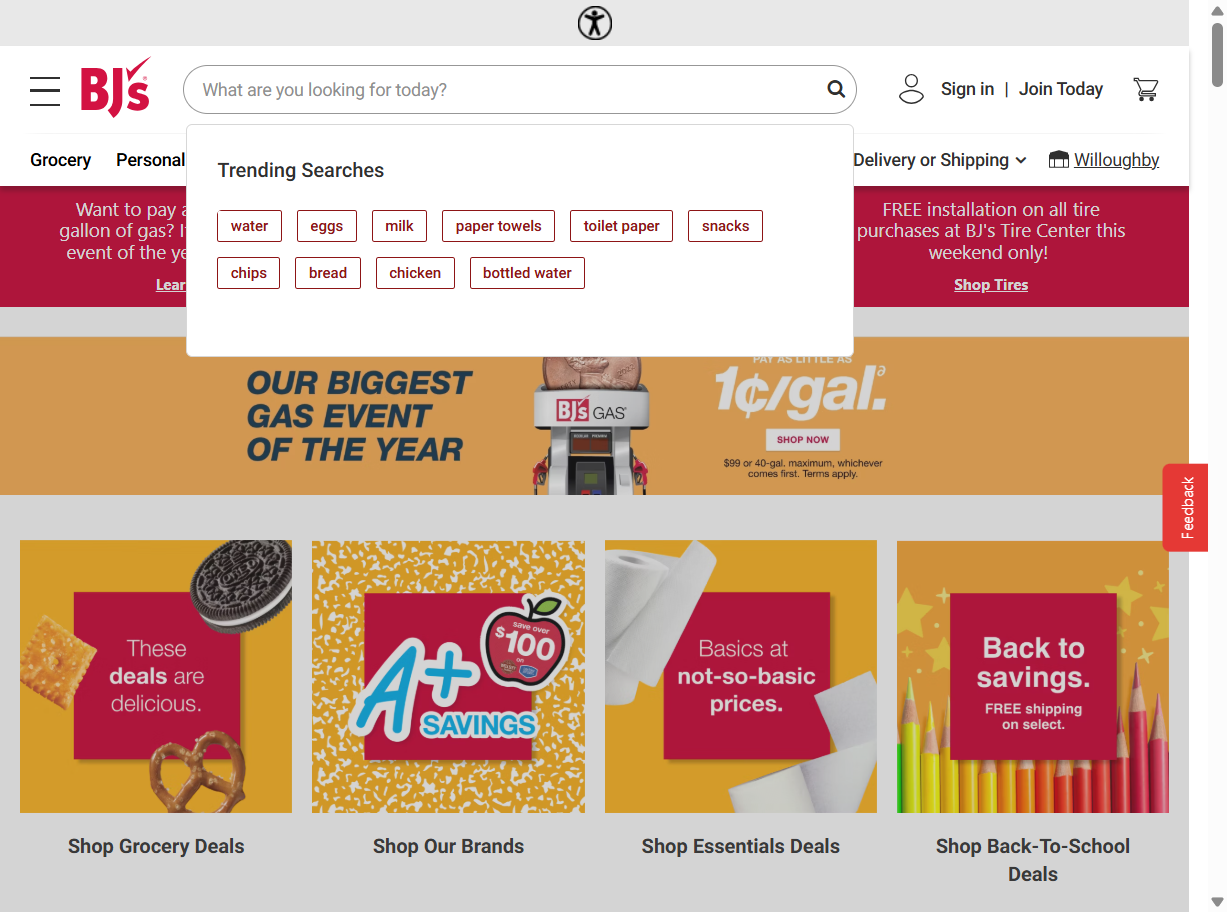 BJ's
What are you looking for today?
Sign in | Join Today
Grocery
Personal
Delivery or Shipping
Willoughby
Trending Searches
water
eggs
milk
paper towels
toilet paper
snacks
chips
bread
chicken
bottled water
Want to pay
gallon of gas?
event of the
Lear
FREE installation on all tire
purchases at BJ's Tire Center this
weekend only!
Shop Tires
OUR BIGGEST
GAS EVENT
OF THE YEAR
BJ's GAS
PAY AS LITTLE AS
1¢/gal.a
SHOP NOW
$99 or 40-gal. maximum, whichever
comes first. Terms apply.
Feedback
These
deals are
delicious.
A+
SAVINGS
save over
$100
on
Basics at
not-so-basic
prices.
Back to
savings.
FREE shipping
on select.
Shop Grocery Deals
Shop Our Brands
Shop Essentials Deals
Shop Back-To-School
Deals